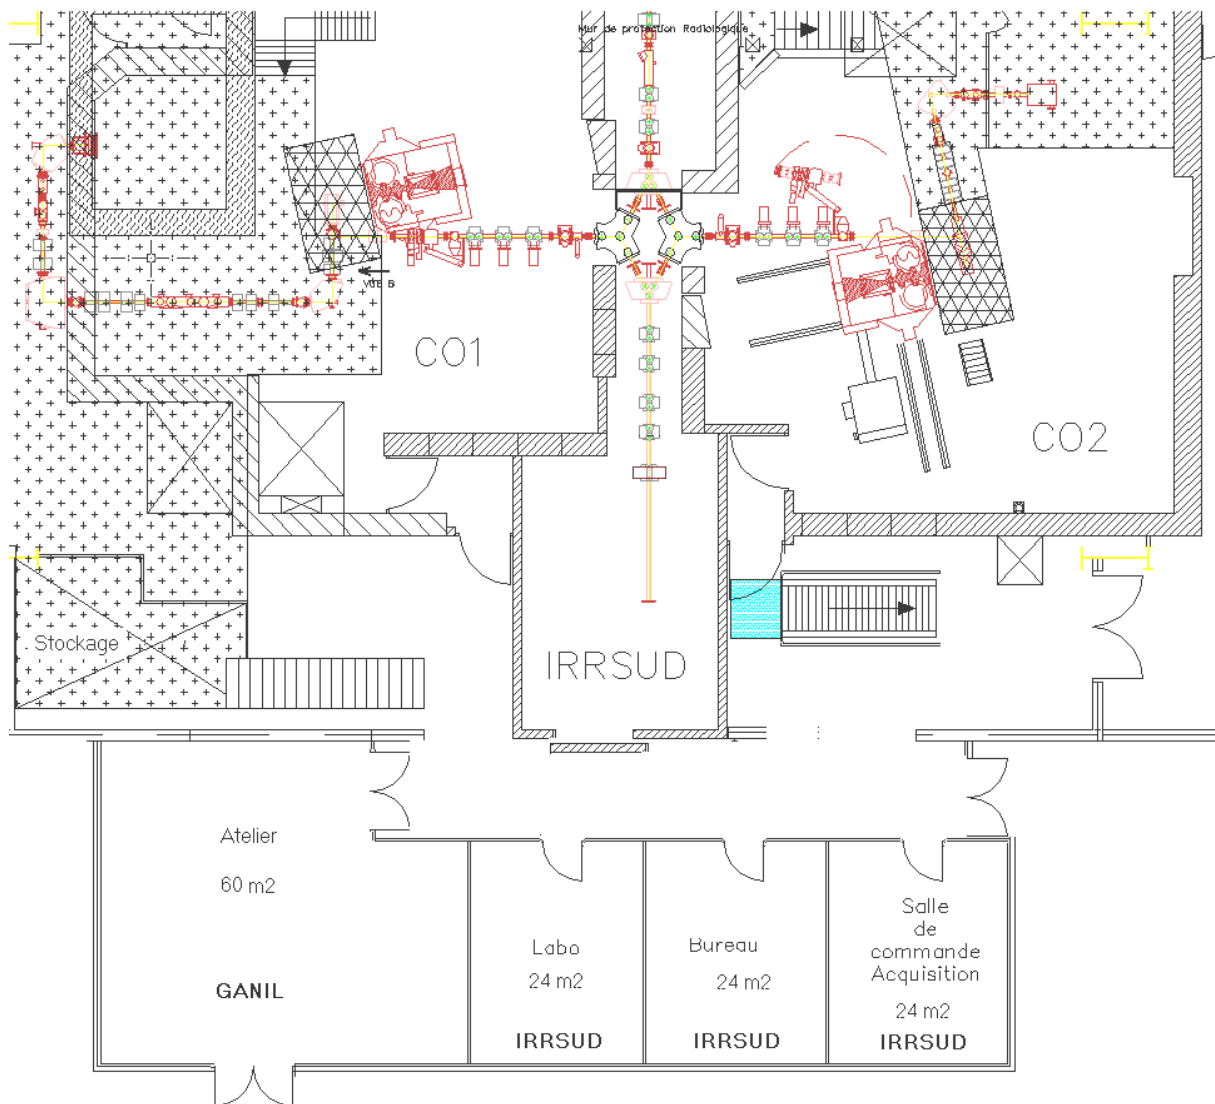 Mur de protection Radiologique
VUE B
CO1
CO2
Stockage
IRRSUD
Atelier
60 m2
GANIL
Labo
24 m2
IRRSUD
Bureau
24 m2
IRRSUD
Salle
de
commande
Acquisition
24 m2
IRRSUD